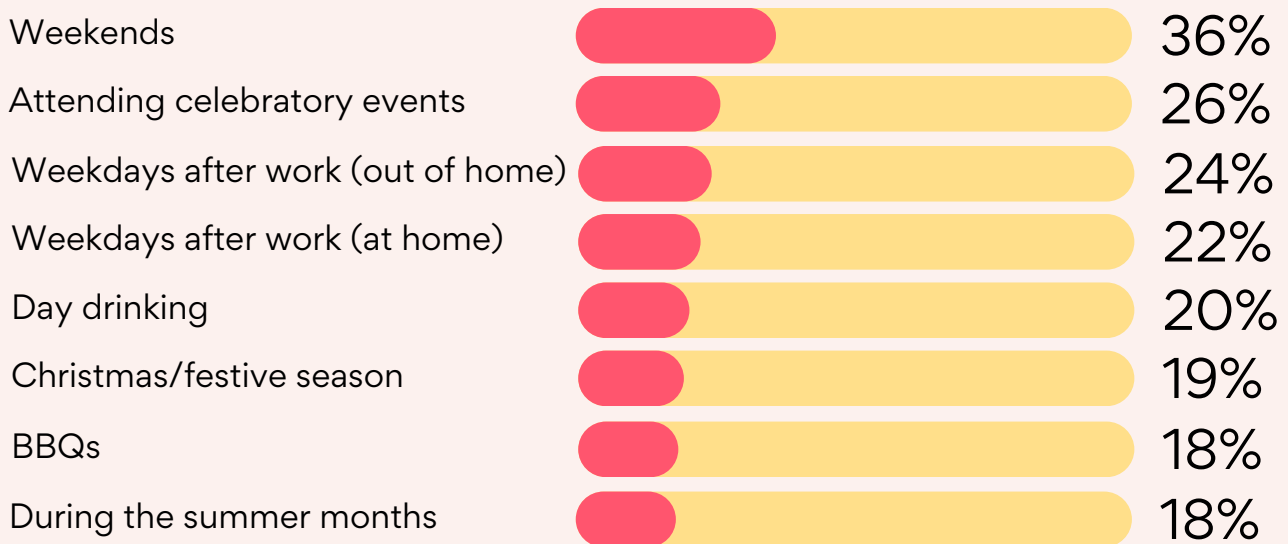 Weekends 36%
Attending celebratory events 26%
Weekdays after work (out of home) 24%
Weekdays after work (at home) 22%
Day drinking 20%
Christmas/festive season 19%
BBQs 18%
During the summer months 18%